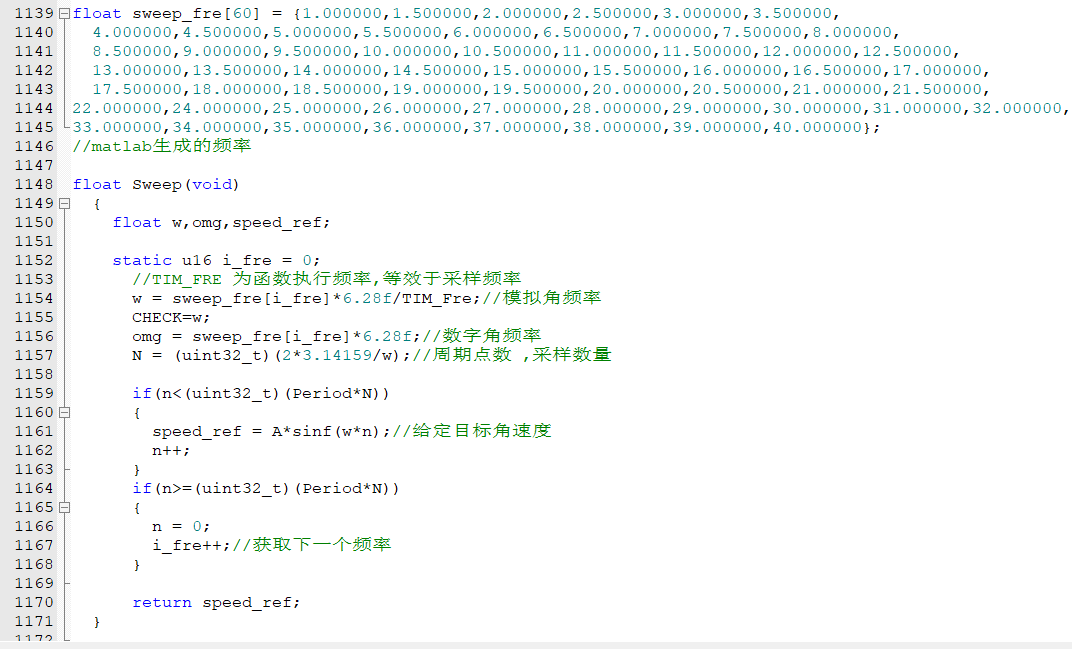 1139 float sweep_fre[60] = {1.000000,1.500000,2.000000,2.500000,3.000000,3.500000,
1140 4.000000,4.500000,5.000000,5.500000,6.000000,6.500000,7.000000,7.500000,8.000000,
1141 8.500000,9.000000,9.500000,10.000000,10.500000,11.000000,11.500000,12.000000,12.500000,
1142 13.000000,13.500000,14.000000,14.500000,15.000000,15.500000,16.000000,16.500000,17.000000,
1143 17.500000,18.000000,18.500000,19.000000,19.500000,20.000000,20.500000,21.000000,21.500000,
1144 22.000000,24.000000,25.000000,26.000000,27.000000,28.000000,29.000000,30.000000,31.000000,32.000000,
1145 33.000000,34.000000,35.000000,36.000000,37.000000,38.000000,39.000000,40.000000};
1146 //matlab生成的频率
1147
1148 float Sweep(void)
1149 {
1150 float w,omg,speed_ref;
1151
1152 static u16 i_fre = 0;
1153 //TIM_FRE 为函数执行频率,等效于采样频率
1154 w = sweep_fre[i_fre]*6.28f/TIM_Fre;//模拟角频率
1155 CHECK=w;
1156 omg = sweep_fre[i_fre]*6.28f;//数字角频率
1157 N = (uint32_t)(2*3.14159/w);//周期点数 ,采样数量
1158
1159 if(n<(uint32_t)(Period*N))
1160 {
1161 speed_ref = A*sinf(w*n);//给定目标角速度
1162 n++;
1163 }
1164 if(n>=(uint32_t)(Period*N))
1165 {
1166 n = 0;
1167 i_fre++;//获取下一个频率
1168 }
1169
1170 return speed_ref;
1171 }
1172